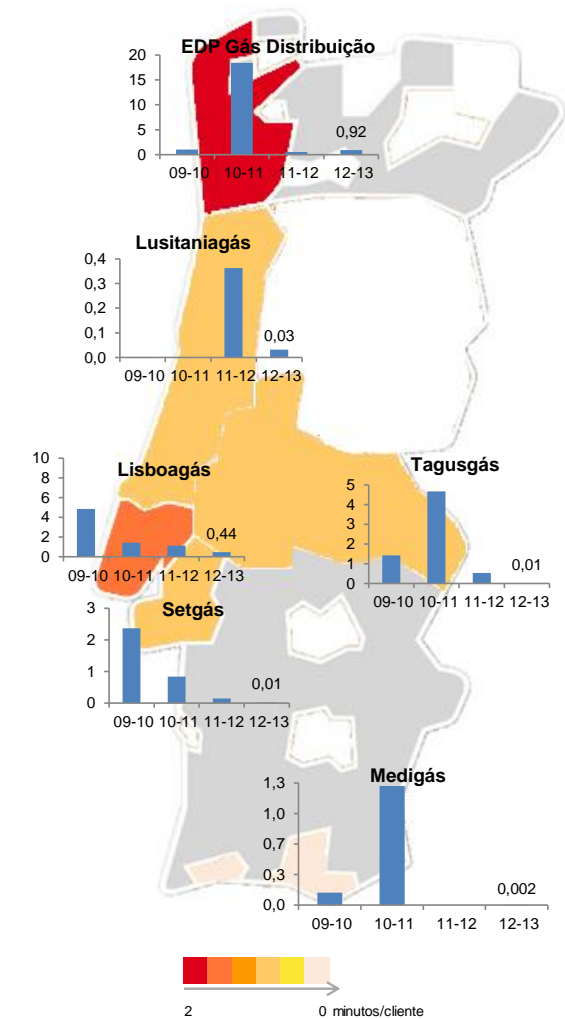 EDP Gás Distribuição
20
15
10
5
0
0,92
09-10 10-11 11-12 12-13
Lusitaniagás
0,4
0,3
0,2
0,1
0,0
0,03
09-10 10-11 11-12 12-13
Lisboagás
10
8
6
4
2
0
0,44
09-10 10-11 11-12 12-13
Tagusgás
5
4
3
2
1
0
0,01
09-10 10-11 11-12 12-13
Setgás
3
2
1
0
0,01
09-10 10-11 11-12 12-13
Medigás
1,3
1,0
0,7
0,3
0,0
0,002
09-10 10-11 11-12 12-13
2 0 minutos/cliente